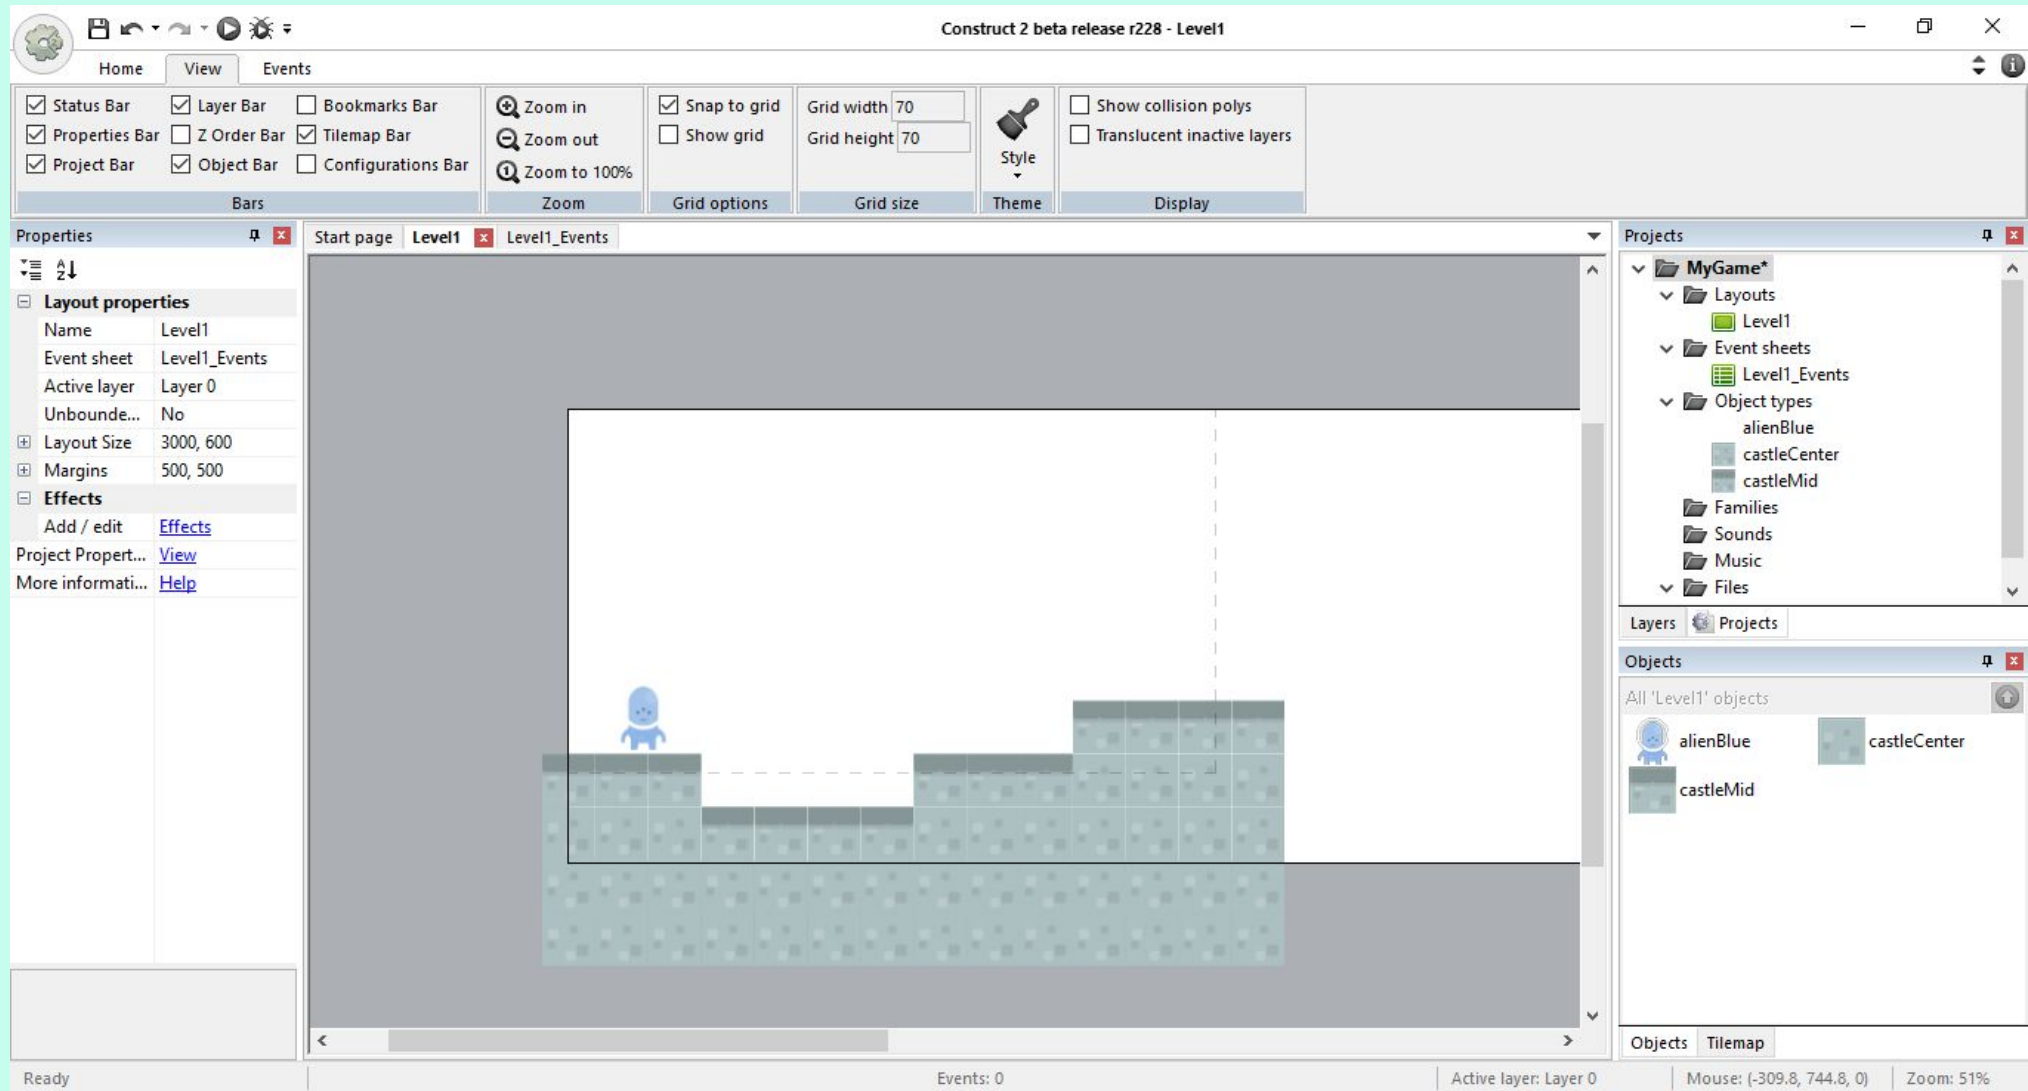 Construct 2 beta release r228 - Level1
Home View Events
Status Bar Layer Bar Bookmarks Bar
Properties Bar Z Order Bar Tilemap Bar
Project Bar Object Bar Configurations Bar
Bars
Zoom in
Zoom out
Zoom to 100%
Zoom
Snap to grid
Show grid
Grid options
Grid width 70
Grid height 70
Grid size
Style
Theme
Show collision polys
Translucent inactive layers
Display
Properties
Layout properties
Name Level1
Event sheet Level1_Events
Active layer Layer 0
Unbounde... No
Layout Size 3000, 600
Margins 500, 500
Effects
Add / edit Effects
Project Propert... View
More informati... Help
Start page Level1 Level1_Events
Projects
MyGame*
Layouts
Level1
Event sheets
Level1_Events
Object types
alienBlue
castleCenter
castleMid
Families
Sounds
Music
Files
Layers Projects
Objects
All 'Level1' objects
alienBlue castleCenter
castleMid
Objects Tilemap
Ready Events: 0 Active layer: Layer 0 Mouse: (-309.8, 744.8, 0) Zoom: 51%